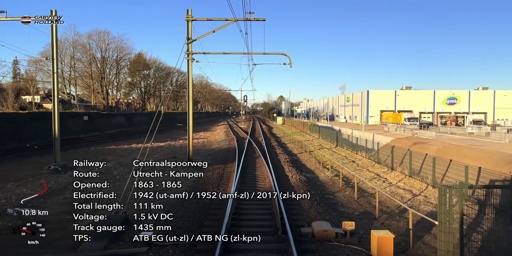 CABVIEW
HOLLAND
Railway: Centraalspoorweg
Route: Utrecht - Kampen
Opened: 1863 - 1865
Electrified: 1942 (ut-amf) / 1952 (amf-zl) / 2017 (zl-kpn)
Total length: 111 km
Voltage: 1.5 kV DC
Track gauge: 1435 mm
TPS: ATB EG (ut-zl) / ATB NG (zl-kpn)
10.8 km
km/h